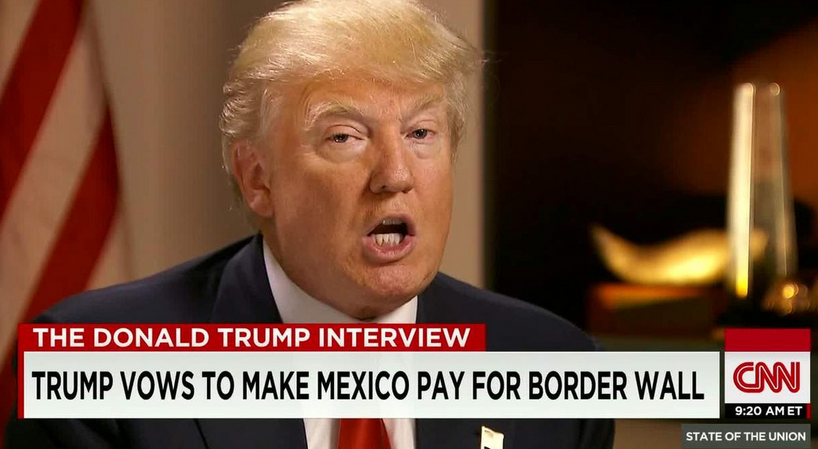 THE DONALD TRUMP INTERVIEW
TRUMP VOWS TO MAKE MEXICO PAY FOR BORDER WALL
CNN
9:20 AM ET
STATE OF THE UNION